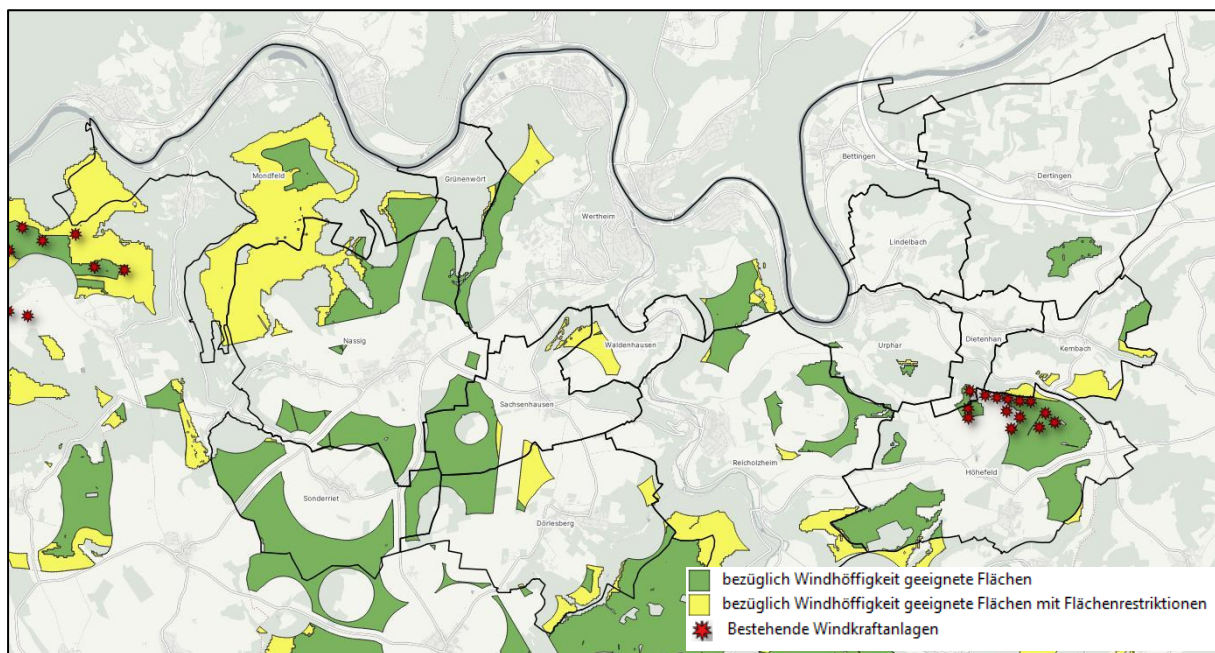 Mondfeld
Grünenwört
Bettingen
Dertingen
Wertheim
Lindelbach
Nassig
Waldenhausen
Urphar
Dietenhan
Kembach
Sachsenhausen
Reicholzheim
Höhefeld
Sonderriet
Dörlesberg
bezüglich Windhöffigkeit geeignete Flächen
bezüglich Windhöffigkeit geeignete Flächen mit Flächenrestriktionen
Bestehende Windkraftanlagen